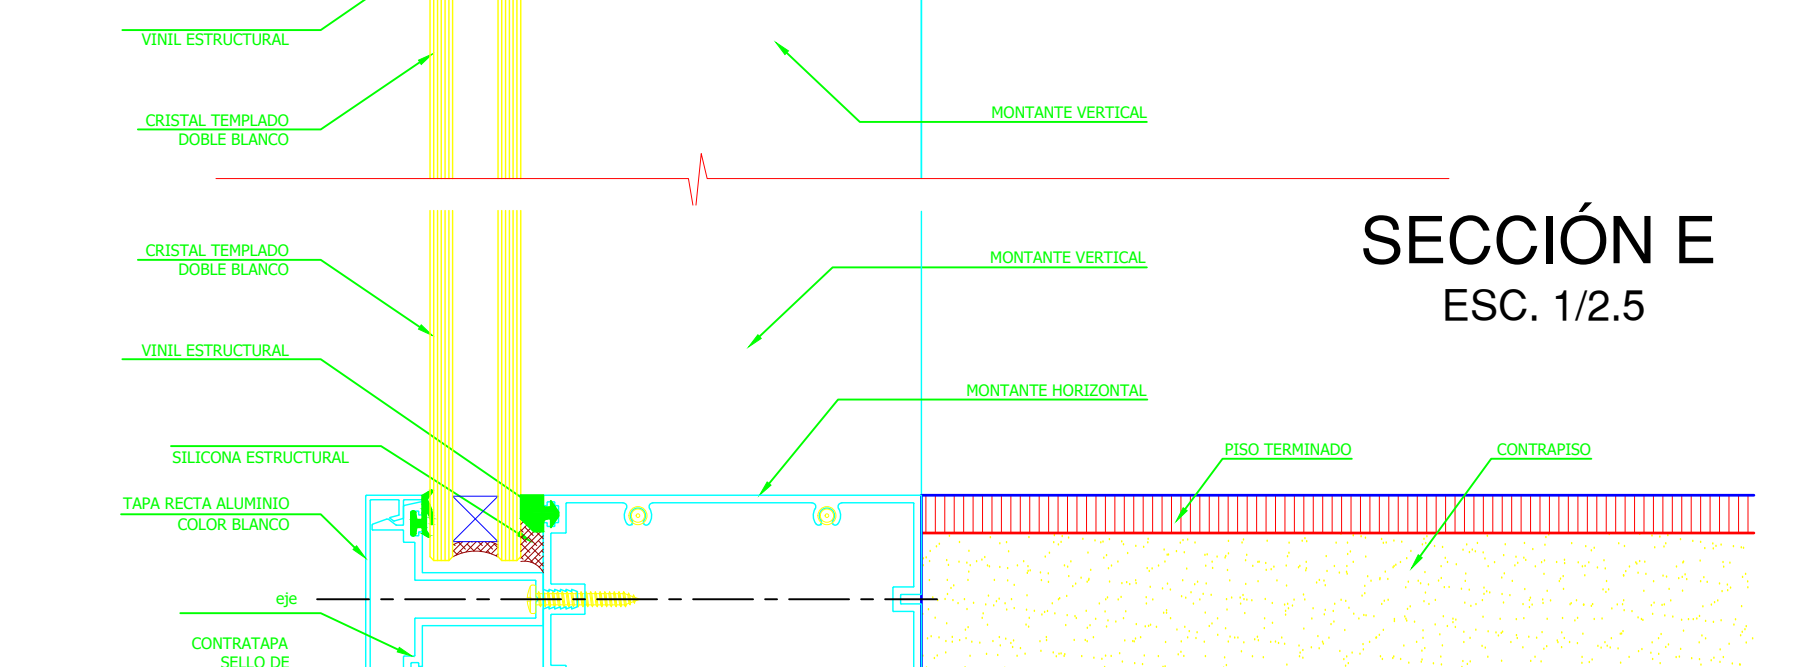 VINIL ESTRUCTURAL
CRISTAL TEMPLADO
DOBLE BLANCO
MONTANTE VERTICAL
SECCIÓN E
ESC. 1/2.5
CRISTAL TEMPLADO
DOBLE BLANCO
MONTANTE VERTICAL
VINIL ESTRUCTURAL
MONTANTE HORIZONTAL
SILICONA ESTRUCTURAL
PISO TERMINADO
CONTRAPISO
TAPA RECTA ALUMINIO
COLOR BLANCO
eje
CONTRATAPA
SELLO DE